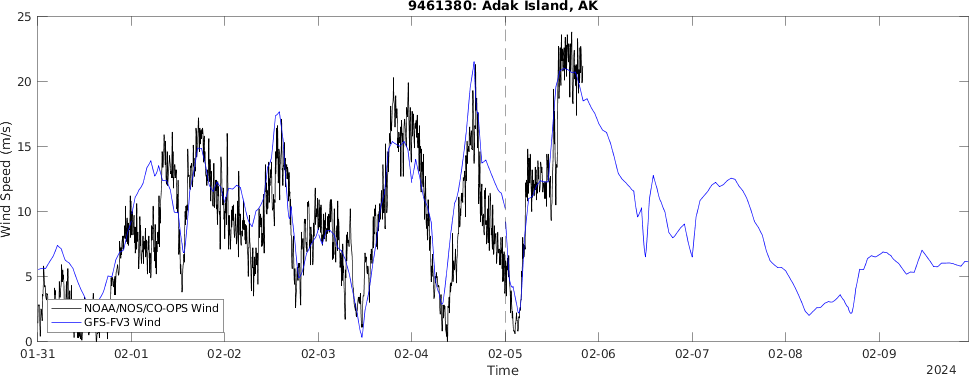 9461380: Adak Island, AK
25
20
15
10
5
0
Wind Speed (m/s)
NOAA/NOS/CO-OPS Wind
GFS-FV3 Wind
01-31 02-01 02-02 02-03 02-04 02-05 02-06 02-07 02-08 02-09
Time
2024